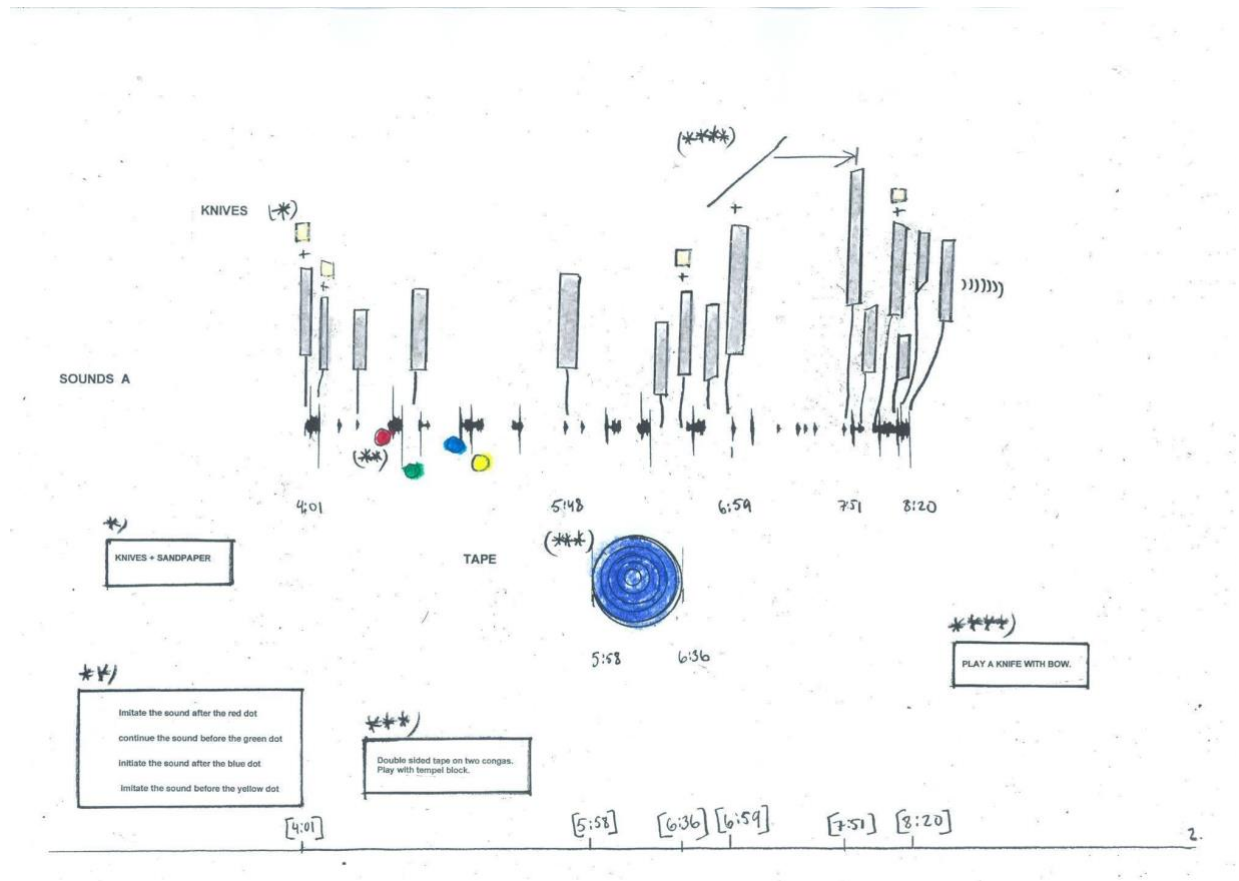 (****)
KNIVES (*)
SOUNDS A
(**)
4:01 5:48 6:59 7:51 8:20
*)
KNIVES + SANDPAPER
TAPE
(***)
5:58 6:36
****)
PLAY A KNIFE WITH BOW.
**)
Imitate the sound after the red dot
continue the sound before the green dot
Initiate the sound after the blue dot
Imitate the sound before the yellow dot
***)
Double sided tape on two congas.
Play with tempel block.
[4:01] [5:58] [6:36] [6:59] [7:51] [8:20]
2.